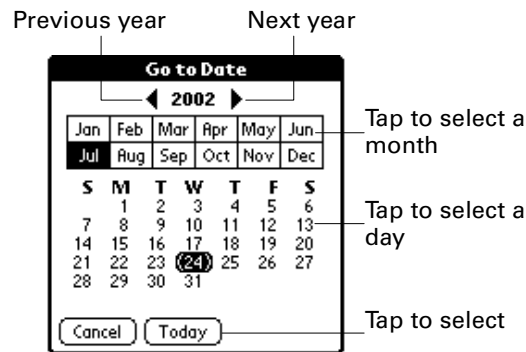 Previous year
Next year
Go to Date
2002
Jan Feb Mar Apr May Jun
Tap to select a
month
Jul Aug Sep Oct Nov Dec
S M T W T F S
1 2 3 4 5 6
Tap to select a
day
7 8 9 10 11 12 13
14 15 16 17 18 19 20
21 22 23 24 25 26 27
28 29 30 31
Cancel Today
Tap to select